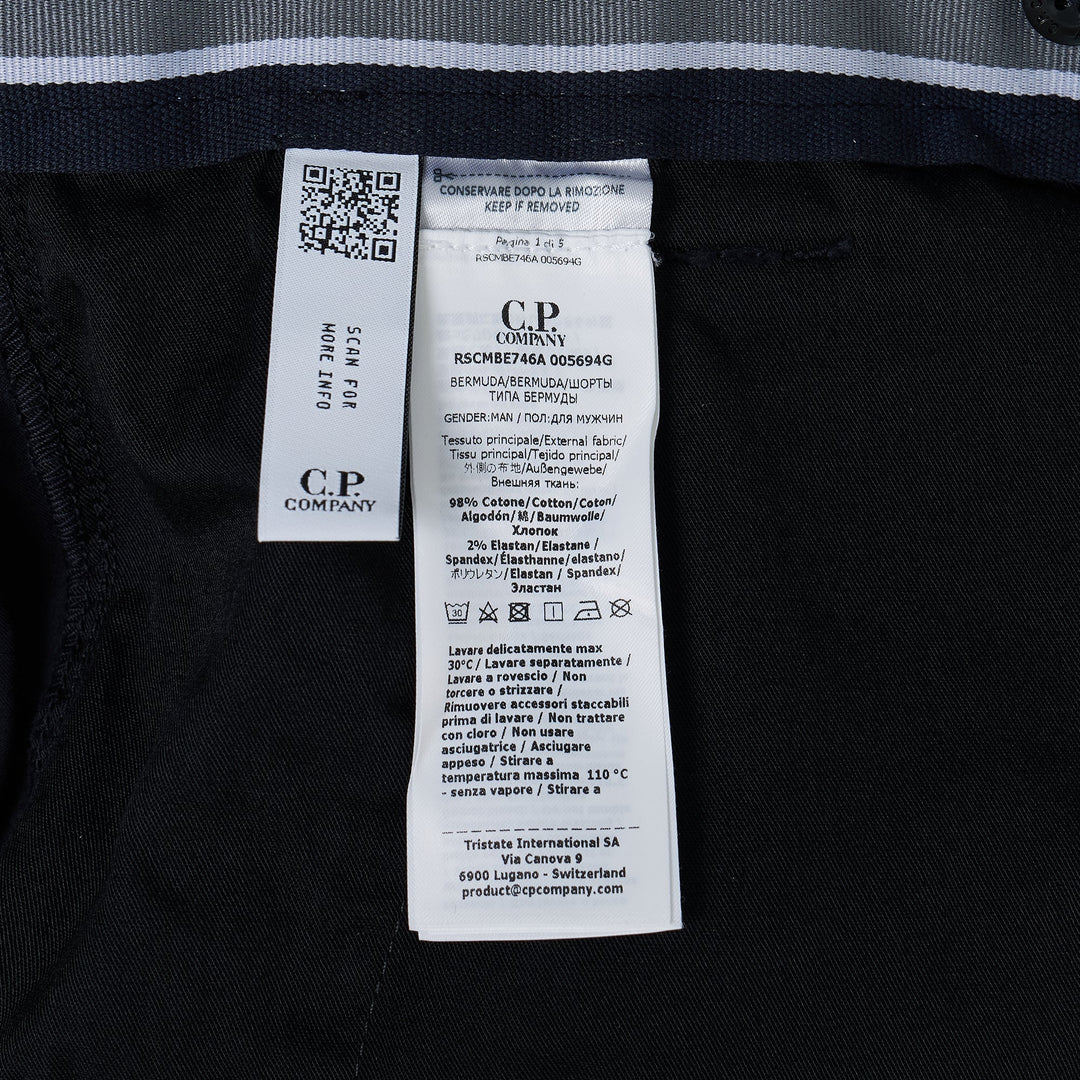 SCAN FOR
MORE INFO
C.P.
COMPANY
CONSERVARE DOPO LA RIMOZIONE
KEEP IF REMOVED
Pagina 1 di 5
RSCMBE746A 005694G
C.P.
COMPANY
RSCMBE746A 005694G
BERMUDA/BERMUDA/ШОРТЫ
ТИПА БЕРМУДЫ
GENDER:MAN / ПОЛ:ДЛЯ МУЖЧИН
Tessuto principale/External fabric/
Tissu principal/Tejido principal/
外側の布地/Außengewebe/
Внешняя ткань:
98% Cotone/Cotton/Coton/
Algodón/綿/Baumwolle/
Хлопок
2% Elastan/Elastane /
Spandex/Élasthanne/elastano/
ポリウレタン/Elastan / Spandex/
Эластан
30
Lavare delicatamente max
30°C / Lavare separatamente /
Lavare a rovescio / Non
torcere o strizzare /
Rimuovere accessori staccabili
prima di lavare / Non trattare
con cloro / Non usare
asciugatrice / Asciugare
appeso / Stirare a
temperatura massima 110 °C
- senza vapore / Stirare a
Tristate International SA
Via Canova 9
6900 Lugano - Switzerland
product@cpcompany.com